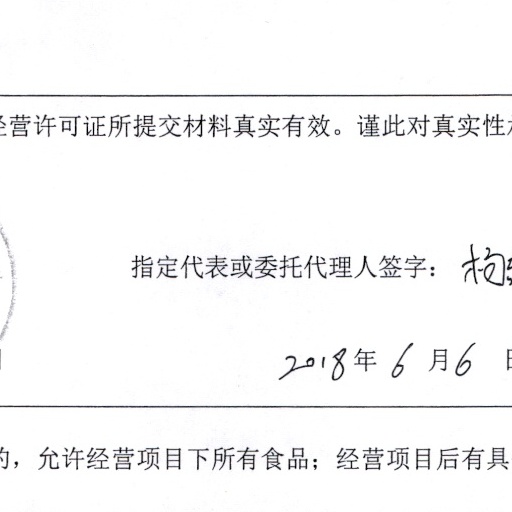 经营许可证所提交材料真实有效。谨此对真实性
指定代表或委托代理人签字：
2018年6月6日
的，允许经营项目下所有食品；经营项目后有具